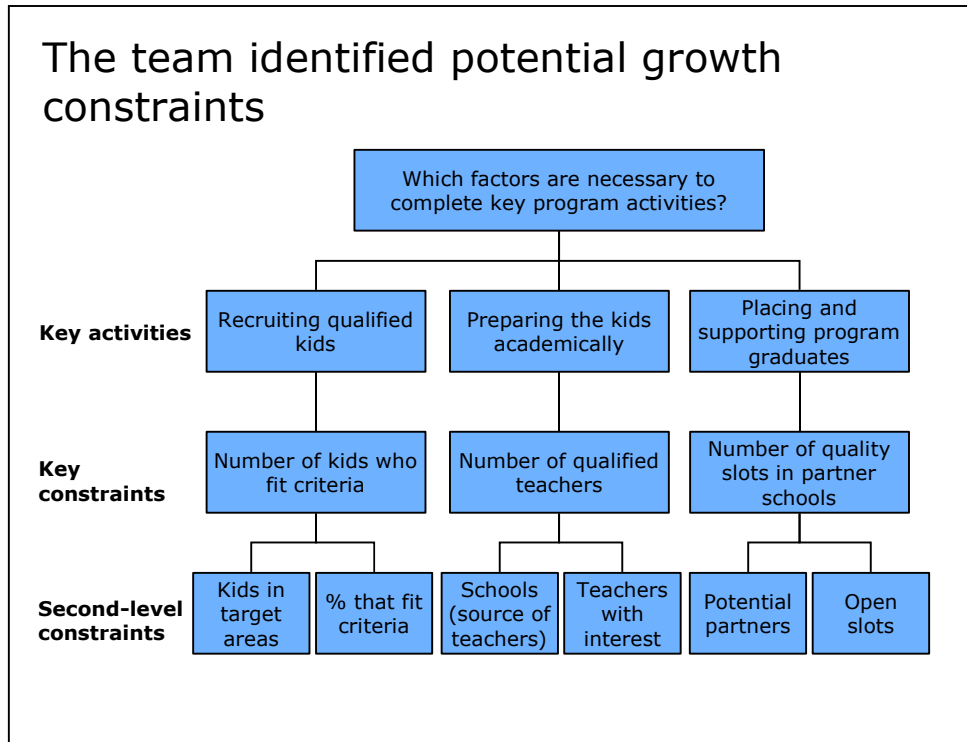 The team identified potential growth
constraints
Which factors are necessary to
complete key program activities?
Key activities
Recruiting qualified
kids
Preparing the kids
academically
Placing and
supporting program
graduates
Key
constraints
Number of kids who
fit criteria
Number of qualified
teachers
Number of quality
slots in partner
schools
Second-level
constraints
Kids in
target
areas
% that fit
criteria
Schools
(source of
teachers)
Teachers
with
interest
Potential
partners
Open
slots